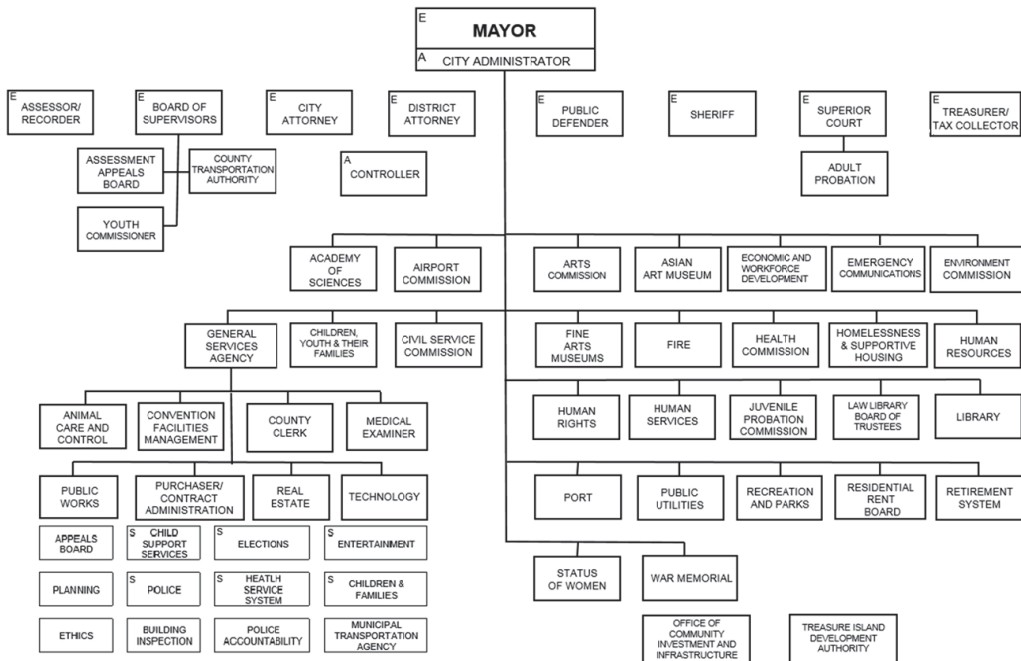 E
MAYOR
A
CITY ADMINISTRATOR
E
ASSESSOR/
RECORDER
E
BOARD OF
SUPERVISORS
E
CITY
ATTORNEY
E
DISTRICT
ATTORNEY
E
PUBLIC
DEFENDER
E
SHERIFF
E
SUPERIOR
COURT
E
TREASURER/
TAX COLLECTOR
ASSESSMENT
APPEALS
BOARD
COUNTY
TRANSPORTATION
AUTHORITY
A
CONTROLLER
ADULT
PROBATION
YOUTH
COMMISSIONER
ACADEMY
OF
SCIENCES
AIRPORT
COMMISSION
ARTS
COMMISSION
ASIAN
ART MUSEUM
ECONOMIC AND
WORKFORCE
DEVELOPMENT
EMERGENCY
COMMUNICATIONS
ENVIRONMENT
COMMISSION
GENERAL
SERVICES
AGENCY
CHILDREN,
YOUTH & THEIR
FAMILIES
CIVIL SERVICE
COMMISSION
FINE
ARTS
MUSEUMS
FIRE
HEALTH
COMMISSION
HOMELESSNESS
& SUPPORTIVE
HOUSING
HUMAN
RESOURCES
ANIMAL
CARE AND
CONTROL
CONVENTION
FACILITIES
MANAGEMENT
COUNTY
CLERK
MEDICAL
EXAMINER
HUMAN
RIGHTS
HUMAN
SERVICES
JUVENILE
PROBATION
COMMISSION
LAW LIBRARY
BOARD OF
TRUSTEES
LIBRARY
PUBLIC
WORKS
PURCHASER/
CONTRACT
ADMINISTRATION
REAL
ESTATE
TECHNOLOGY
PORT
PUBLIC
UTILITIES
RECREATION
AND PARKS
RESIDENTIAL
RENT
BOARD
RETIREMENT
SYSTEM
APPEALS
BOARD
S
CHILD
SUPPORT
SERVICES
S
ELECTIONS
S
ENTERTAINMENT
STATUS
OF WOMEN
WAR MEMORIAL
PLANNING
S
POLICE
S
HEATLH
SERVICE
SYSTEM
S
CHILDREN &
FAMILIES
ETHICS
BUILDING
INSPECTION
POLICE
ACCOUNTABILITY
MUNICIPAL
TRANSPORTATION
AGENCY
OFFICE OF
COMMUNITY
INVESTMENT AND
INFRASTRUCTURE
TREASURE ISLAND
DEVELOPMENT
AUTHORITY